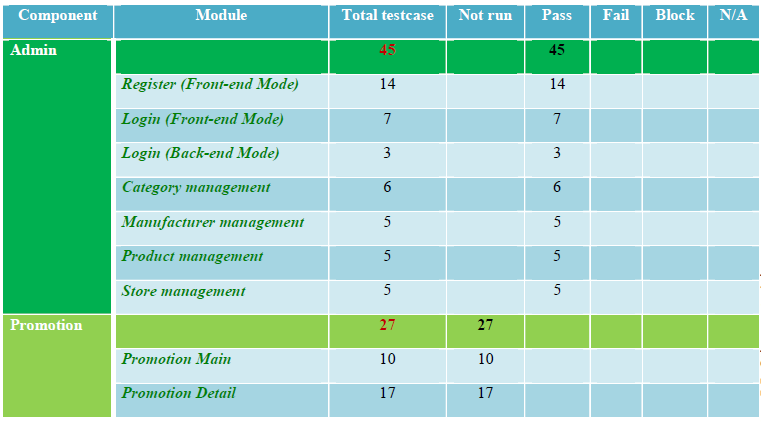 Component Module Total testcase Not run Pass Fail Block N/A
Admin 45 45
Register (Front-end Mode) 14 14
Login (Front-end Mode) 7 7
Login (Back-end Mode) 3 3
Category management 6 6
Manufacturer management 5 5
Product management 5 5
Store management 5 5
Promotion 27 27
Promotion Main 10 10
Promotion Detail 17 17